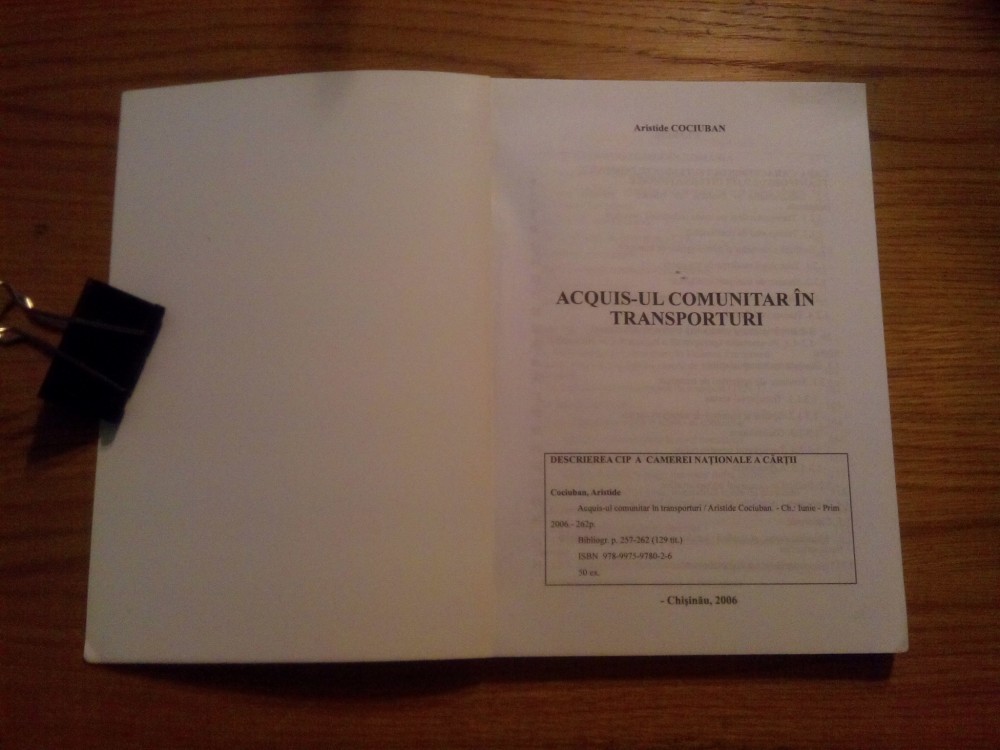 Aristide COCIUBAN
ACQUIS-UL COMUNITAR ÎN
TRANSPORTURI
DESCRIEREA CIP A CAMEREI NAȚIONALE A CĂRȚII
Cociuban, Aristide
Acquis-ul comunitar în transporturi / Aristide Cociuban - Ch.: Iunie - Prim
2006.- 262p.
Bibliogr. p. 257-262 (129 tit.)
ISBN 978-9975-9780-2-6
50 ex.
- Chișinău, 2006